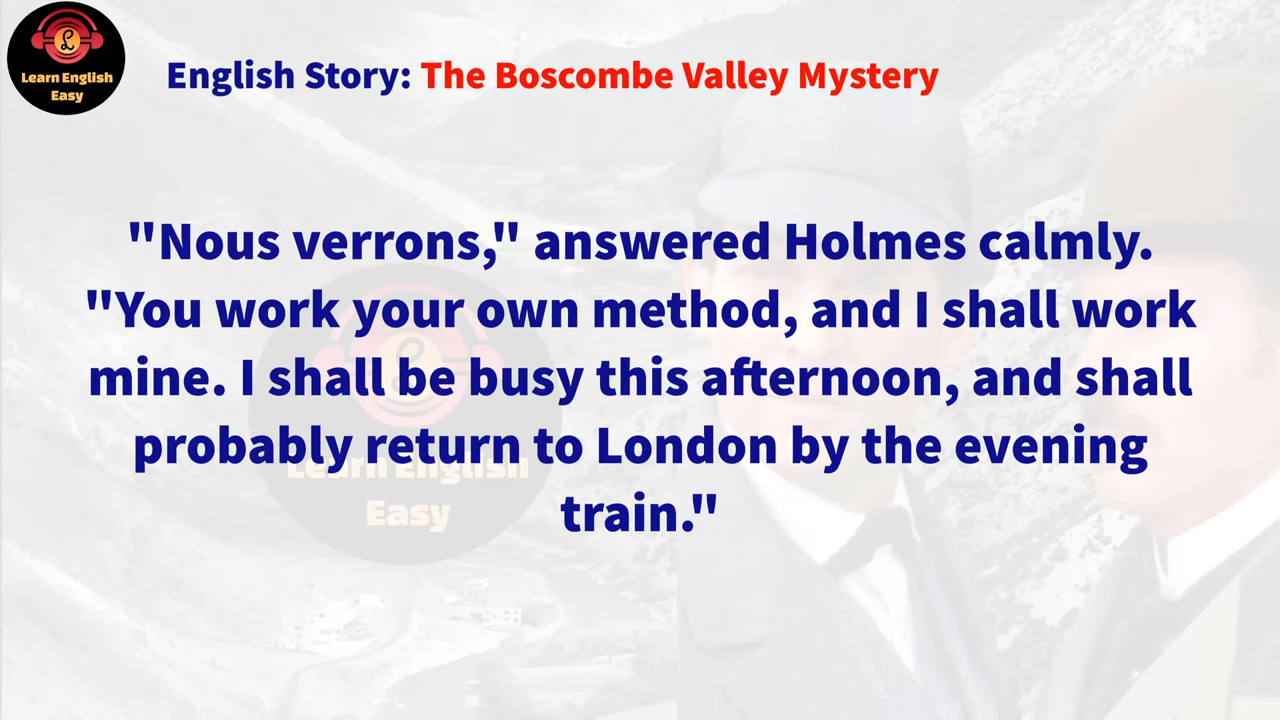 Learn English
Easy
English Story: The Boscombe Valley Mystery
"Nous verrons," answered Holmes calmly.
"You work your own method, and I shall work
mine. I shall be busy this afternoon, and shall
probably return to London by the evening
train."
Learn English
Easy